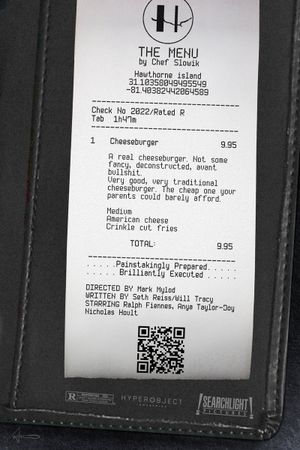 H
THE MENU
by Chef Slowik
Hawthorne island
31.10358049495549
-81.40382442064589
Check No 2022/Rated R
Tab 1h47m
1 Cheeseburger 9.95
A real cheeseburger. Not some
fancy, deconstructed, avant
bullshit.
Very good, very traditional
cheeseburger. The cheap one your
parents could barely afford.
Medium
American cheese
Crinkle cut fries
TOTAL: 9.95
.....Painstakingly Prepared.....
.....Brilliantly Executed.....
DIRECTED BY Mark Mylod
WRITTEN BY Seth Reiss/Will Tracy
STARRING Ralph Fiennes, Anya Taylor-Joy
Nicholas Hoult
R
HYPEROBJECT
SEARCHLIGHT
PICTURES